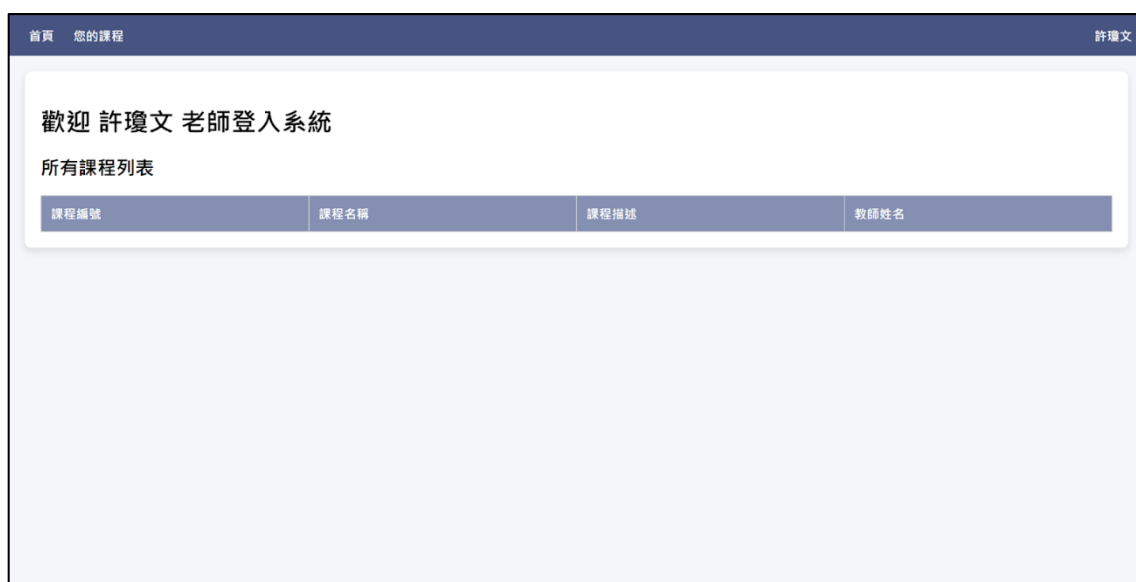 首頁 您的課程 許瓊文
歡迎 許瓊文 老師登入系統
所有課程列表
課程編號 課程名稱 課程描述 教師姓名